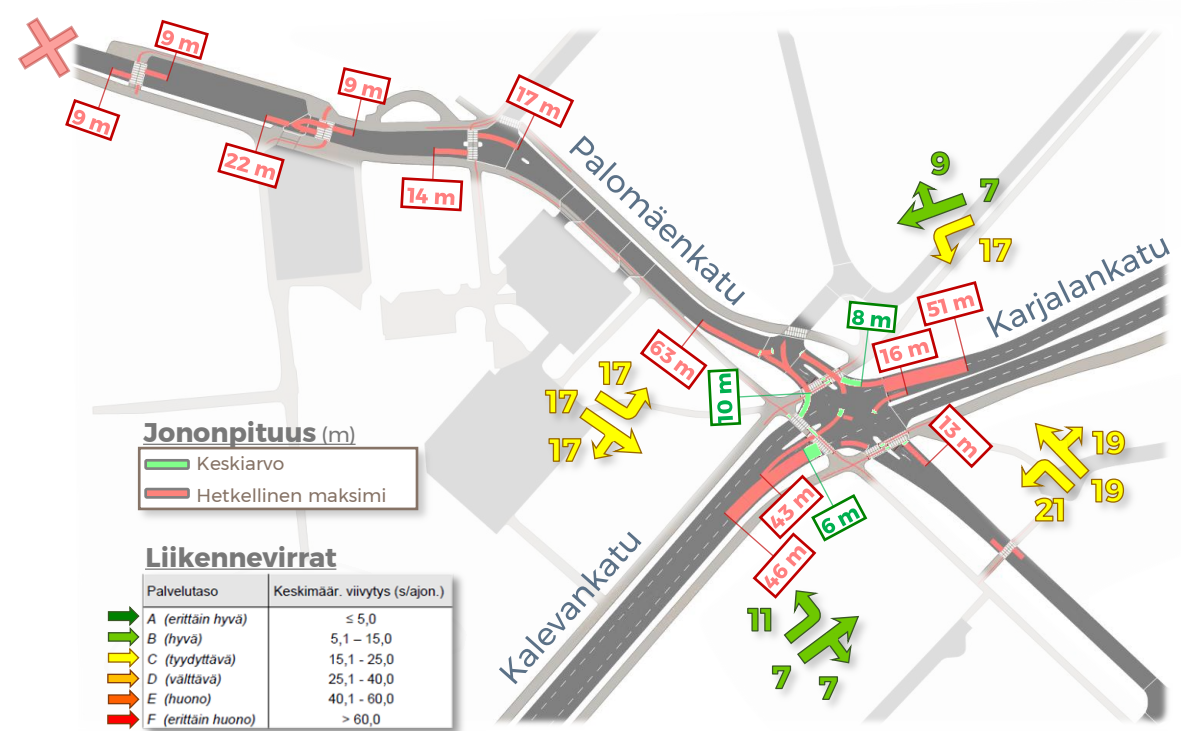 9 m
9 m
9 m
22 m
17 m
14 m
Palomäenkatu
9
7
17
Karjalankatu
51 m
8 m
16 m
63 m
10 m
17
17
17
13 m
19
19
21
43 m
6 m
46 m
Kalevankatu
11
7
7
Jononpituus (m)
Keskiarvo
Hetkellinen maksimi
Liikennevirrat
Palvelutaso Keskimäär. viivytys (s/ajon.)
A (erittäin hyvä) ≤ 5,0
B (hyvä) 5,1 – 15,0
C (tyydyttävä) 15,1 - 25,0
D (välttävä) 25,1 - 40,0
E (huono) 40,1 - 60,0
F (erittäin huono) > 60,0